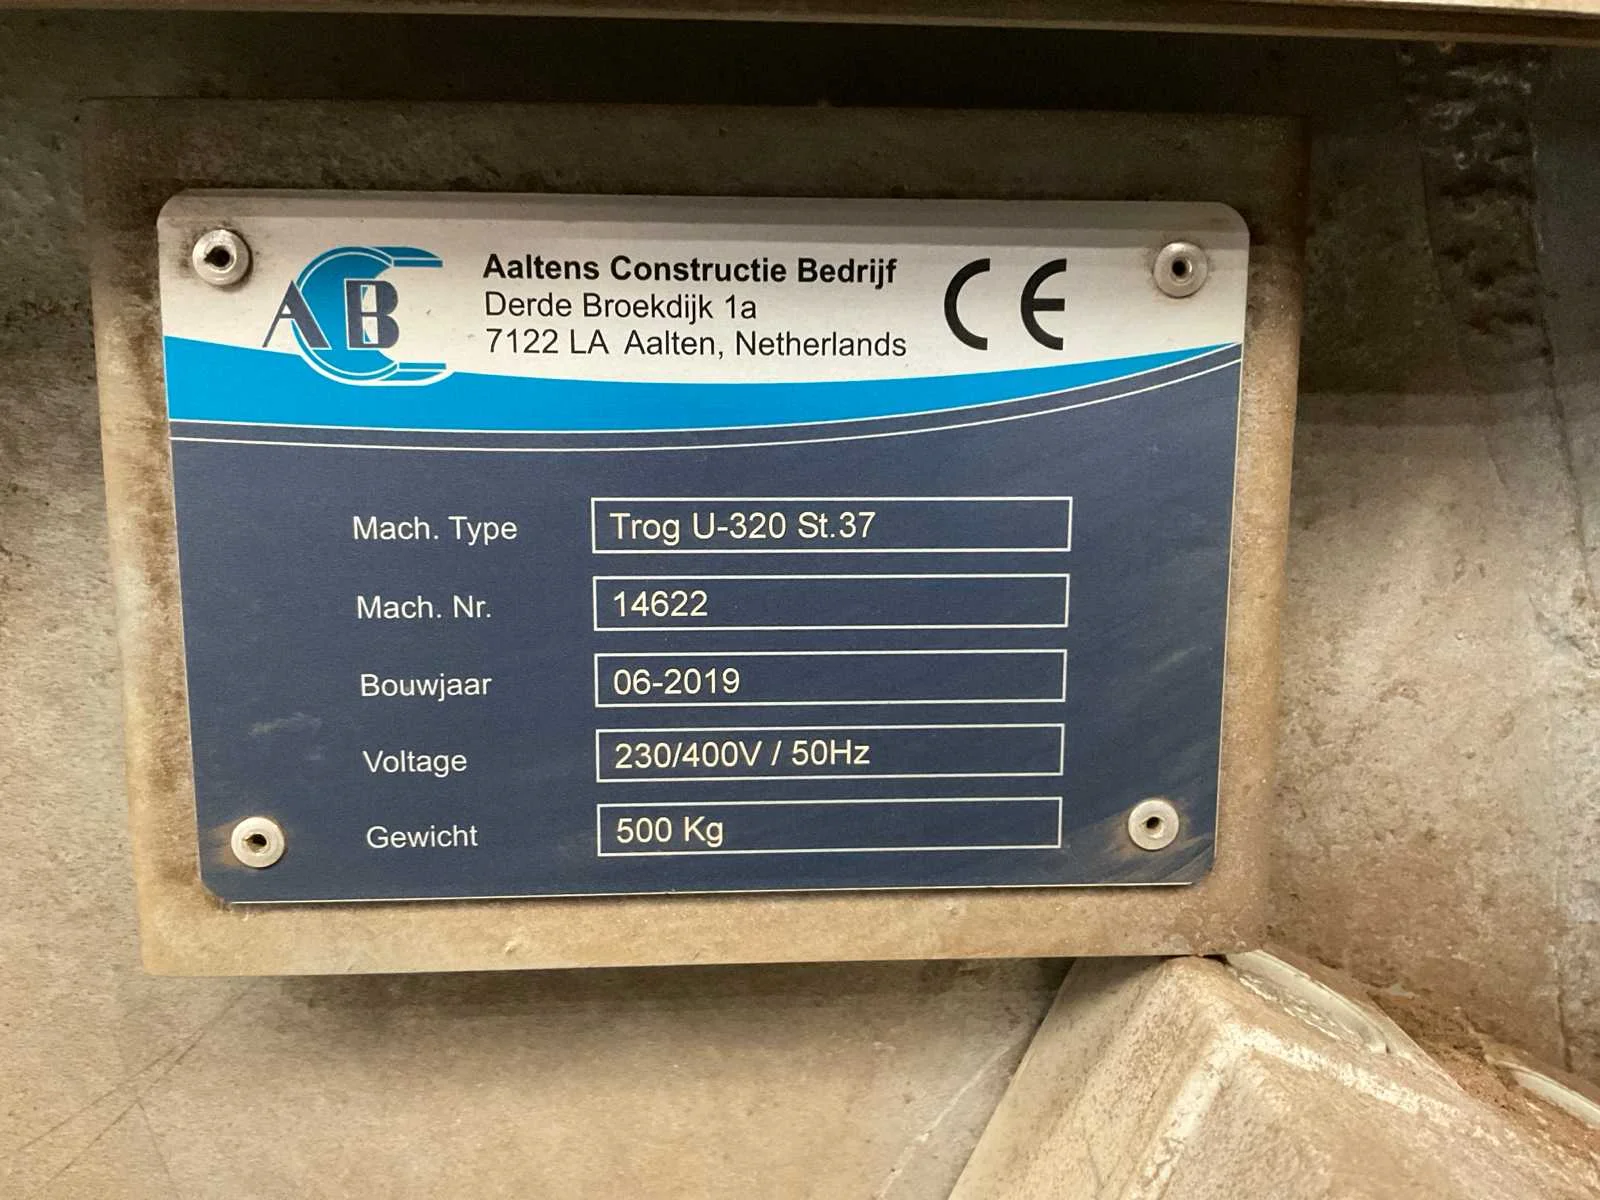 ACB
Aaltens Constructie Bedrijf
Derde Broekdijk 1a
7122 LA Aalten, Netherlands
CE
Mach. Type Trog U-320 St.37
Mach. Nr. 14622
Bouwjaar 06-2019
Voltage 230/400V / 50Hz
Gewicht 500 Kg